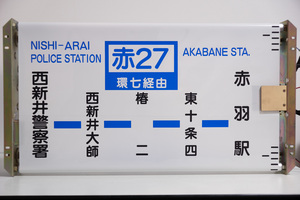 NISHI-ARAI
POLICE STATION
赤27
環七経由
AKABANE STA.
西新井警察署
西新井大師
椿二
東十条四
赤羽駅